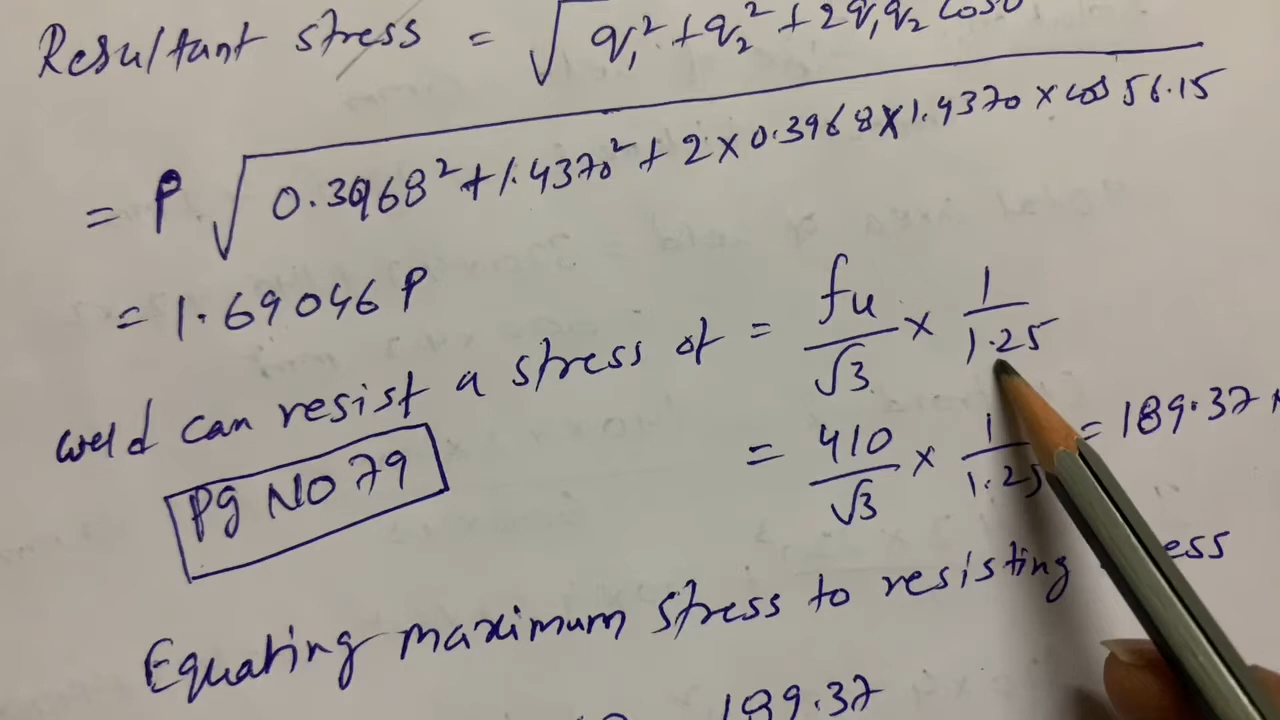 Resultant stress = √q₁² + q₂² + 2q₁q₂ cosθ
= P √0.3968² + 1.4370² + 2 × 0.3968 × 1.4370 × cos 56.15
= 1.69046 P
weld can resist a stress of = fu/√3 × 1/1.25
Pg NO 79
= 410/√3 × 1/1.25 = 189.37 N
Equating maximum stress to resisting
189.37